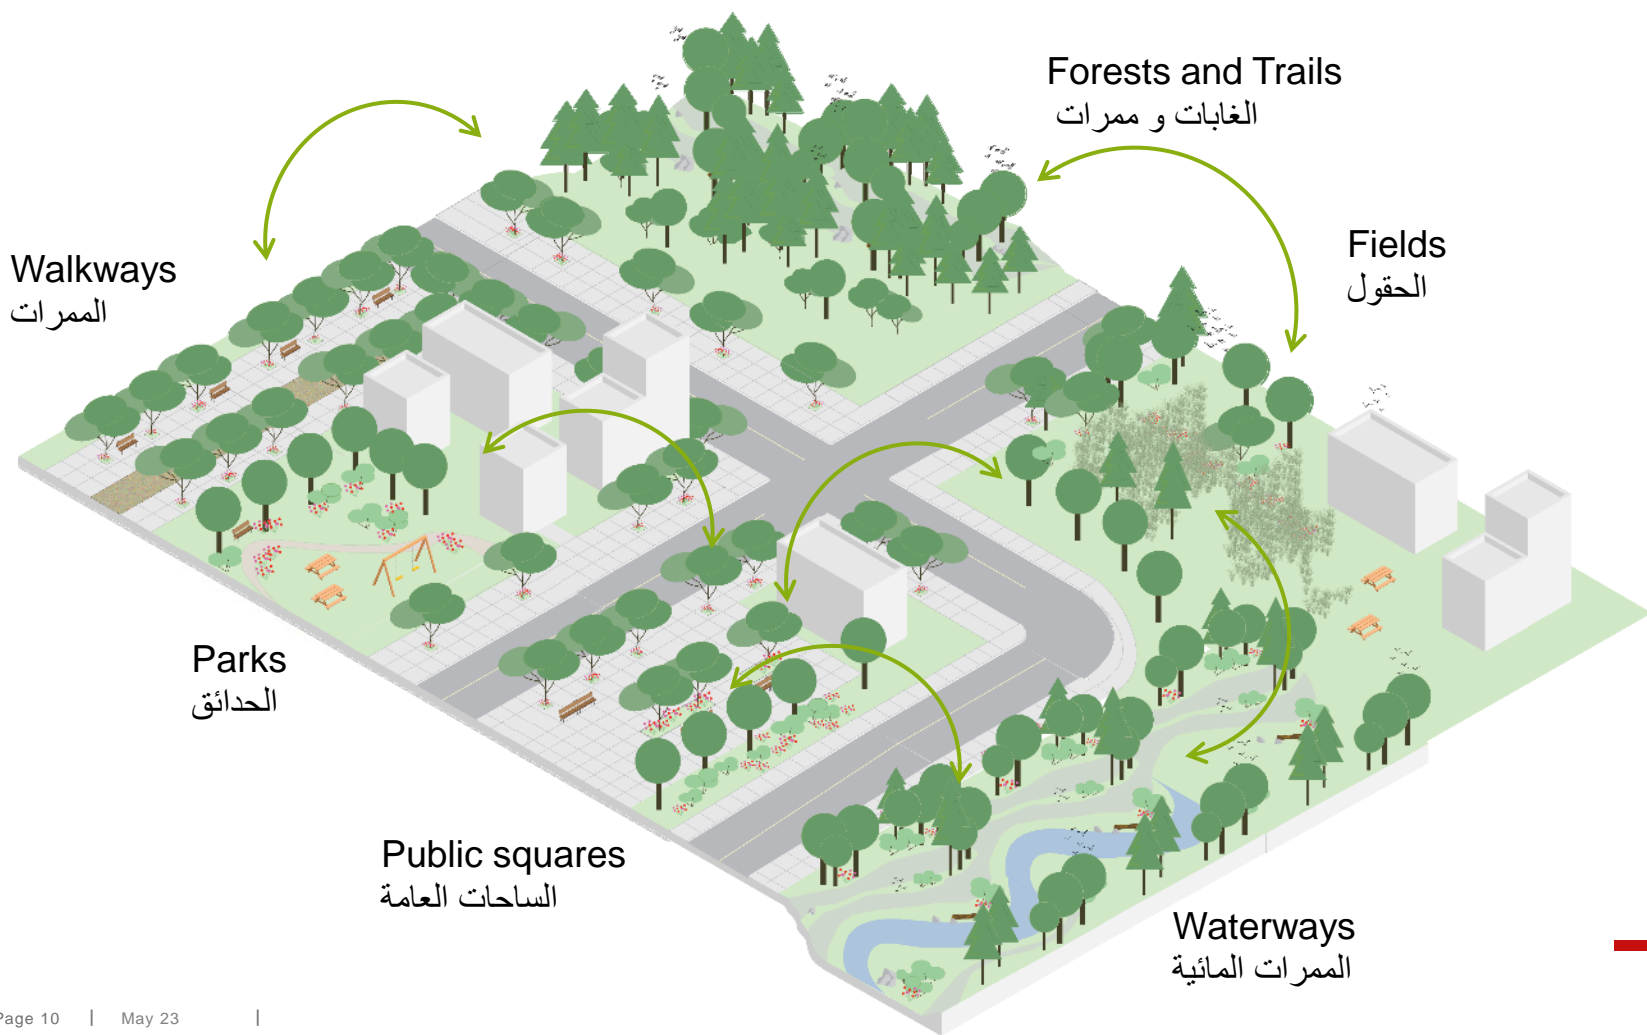 Forests and Trails
الغابات و ممرات
Walkways
الممرات
Fields
الحقول
Parks
الحدائق
Public squares
الساحات العامة
Waterways
الممرات المائية
Page 10 | May 23 |